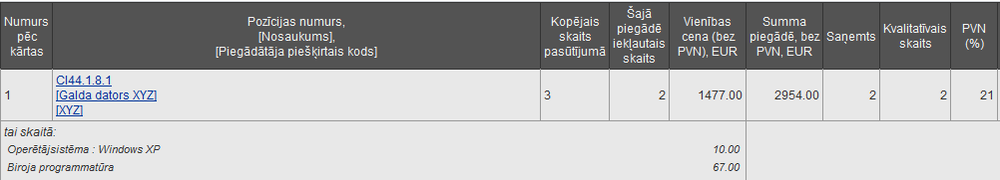 Numurs pēc kārtas
Pozīcijas numurs,
[Nosaukums],
[Piegādātāja piešķirtais kods]
Kopējais skaits pasūtījumā
Šajā piegādē iekļautais skaits
Vienības cena (bez PVN), EUR
Summa piegādē, bez PVN, EUR
Saņemts
Kvalitatīvais skaits
PVN (%)
1
CI44.1.8.1
[Galda dators XYZ]
[XYZ]
3
2
1477.00
2954.00
2
2
21
tai skaitā:
Operētājsistēma : Windows XP 10.00
Biroja programmatūra 67.00